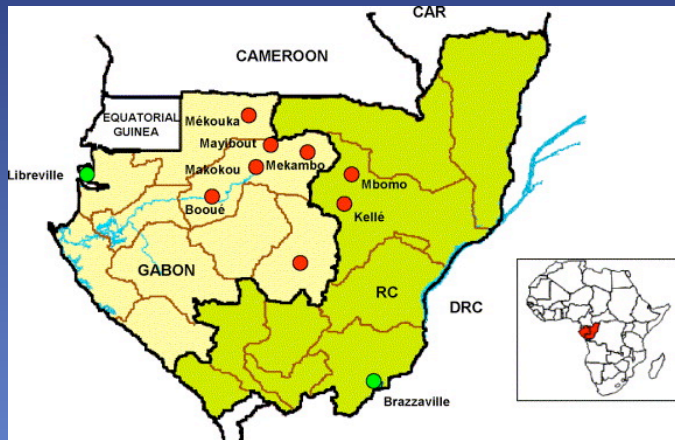 CAR
CAMEROON
EQUATORIAL
GUINEA
Mékouka
Mayibout
Libreville
Makokou
Mekambo
Mbomo
Booué
Kellé
GABON
RC
DRC
Brazzaville